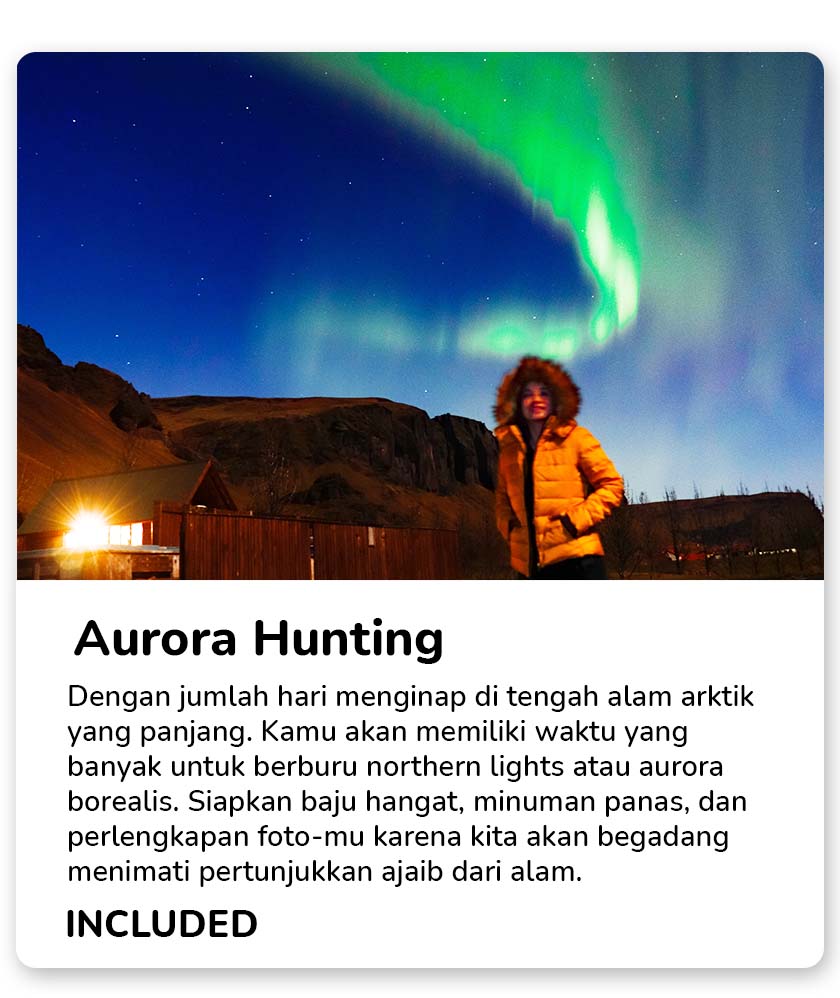 Aurora Hunting
Dengan jumlah hari menginap di tengah alam arktik
yang panjang. Kamu akan memiliki waktu yang
banyak untuk berburu northern lights atau aurora
borealis. Siapkan baju hangat, minuman panas, dan
perlengkapan foto-mu karena kita akan begadang
menimati pertunjukkan ajaib dari alam.
INCLUDED